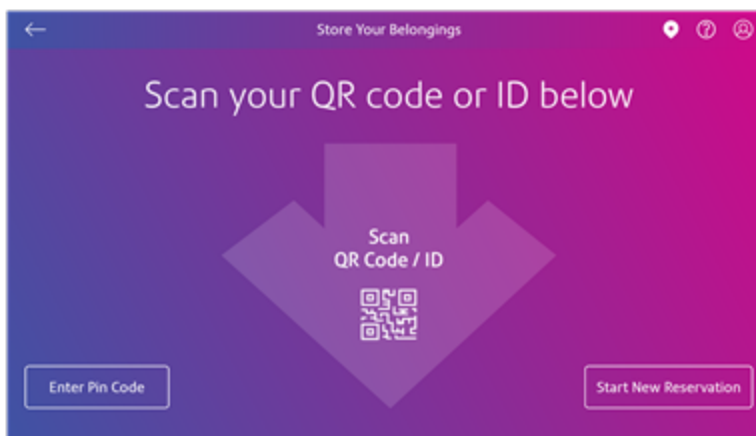 Store Your Belongings
Scan your QR code or ID below
Scan
QR Code / ID
Enter Pin Code
Start New Reservation